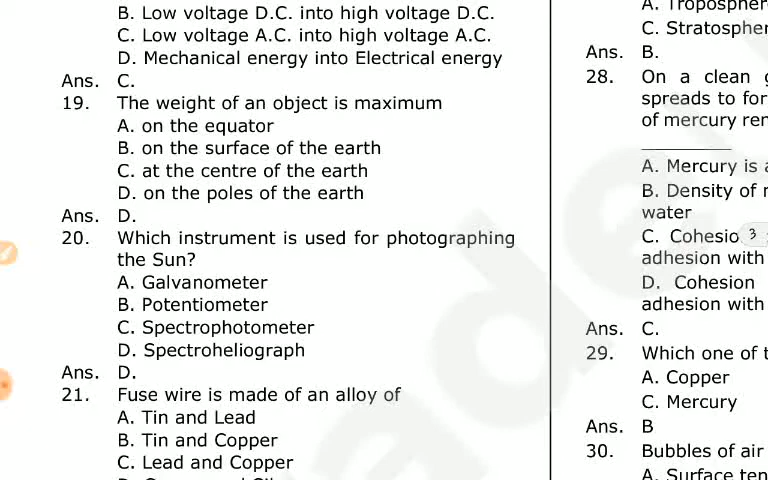 B. Low voltage D.C. into high voltage D.C.
C. Low voltage A.C. into high voltage A.C.
D. Mechanical energy into Electrical energy
Ans. C.
19. The weight of an object is maximum
A. on the equator
B. on the surface of the earth
C. at the centre of the earth
D. on the poles of the earth
Ans. D.
20. Which instrument is used for photographing
the Sun?
A. Galvanometer
B. Potentiometer
C. Spectrophotometer
D. Spectroheliograph
Ans. D.
21. Fuse wire is made of an alloy of
A. Tin and Lead
B. Tin and Copper
C. Lead and Copper
C.
Ans. B.
28. On a clean
spreads to for
of mercury
A. Mercury is
B. Density of
water
C. 3
adhesion with
D. Cohesion
adhesion with
Ans. C.
29. Which one of
A. Copper
C. Mercury
Ans. B
30. Bubbles of air
A. Surface